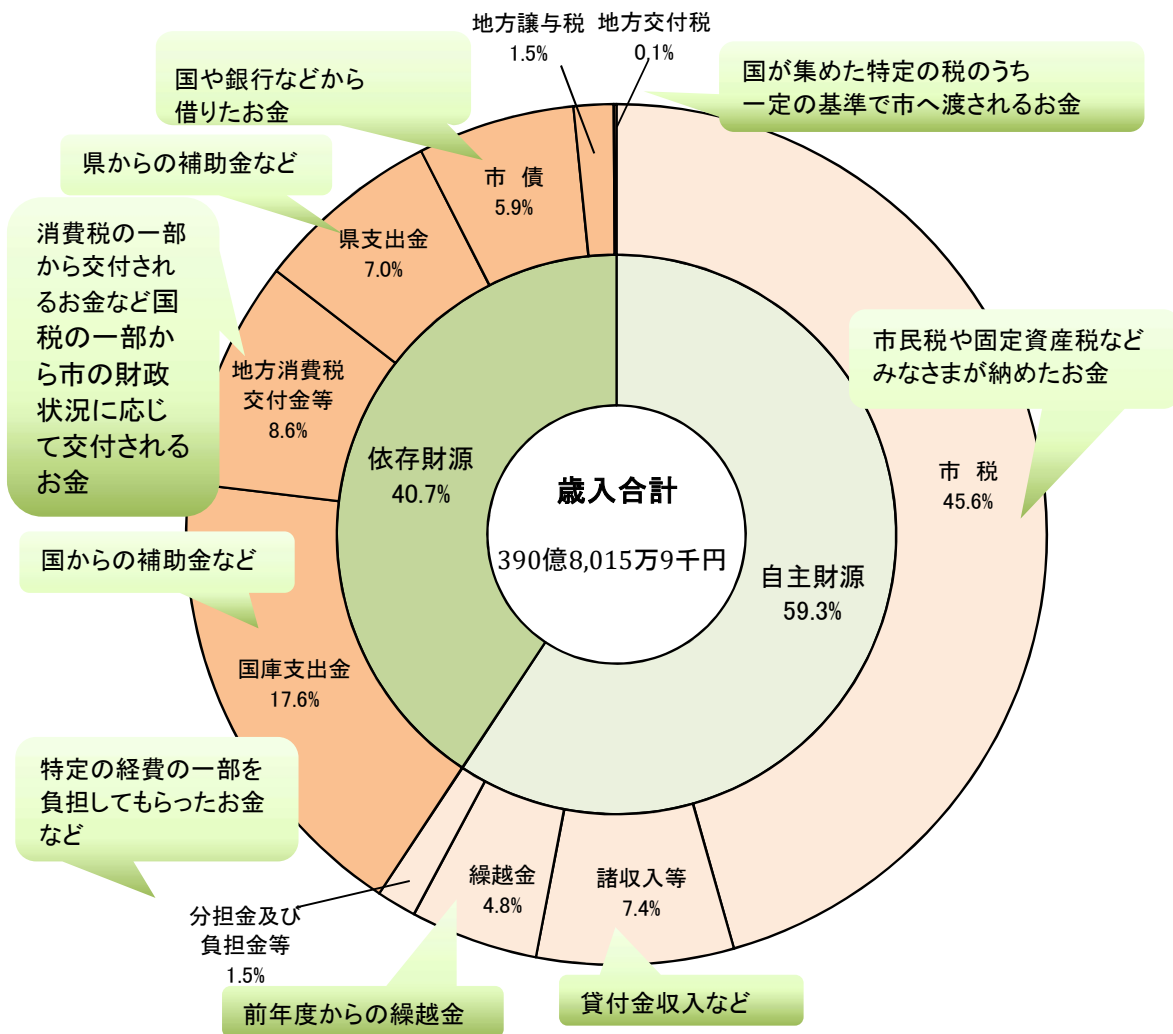 地方譲与税
1.5%
地方交付税
0.1%
国が集めた特定の税のうち
一定の基準で市へ渡されるお金
国や銀行などから
借りたお金
県からの補助金など
市 債
5.9%
県支出金
7.0%
消費税の一部
から交付され
るお金など国
税の一部か
ら市の財政
状況に応じ
て交付される
お金
地方消費税
交付金等
8.6%
市民税や固定資産税など
みなさまが納めたお金
市 税
45.6%
依存財源
40.7%
歳入合計
390億8,015万9千円
自主財源
59.3%
国からの補助金など
国庫支出金
17.6%
特定の経費の一部を
負担してもらったお金
など
分担金及び
負担金等
1.5%
繰越金
4.8%
諸収入等
7.4%
前年度からの繰越金
貸付金収入など